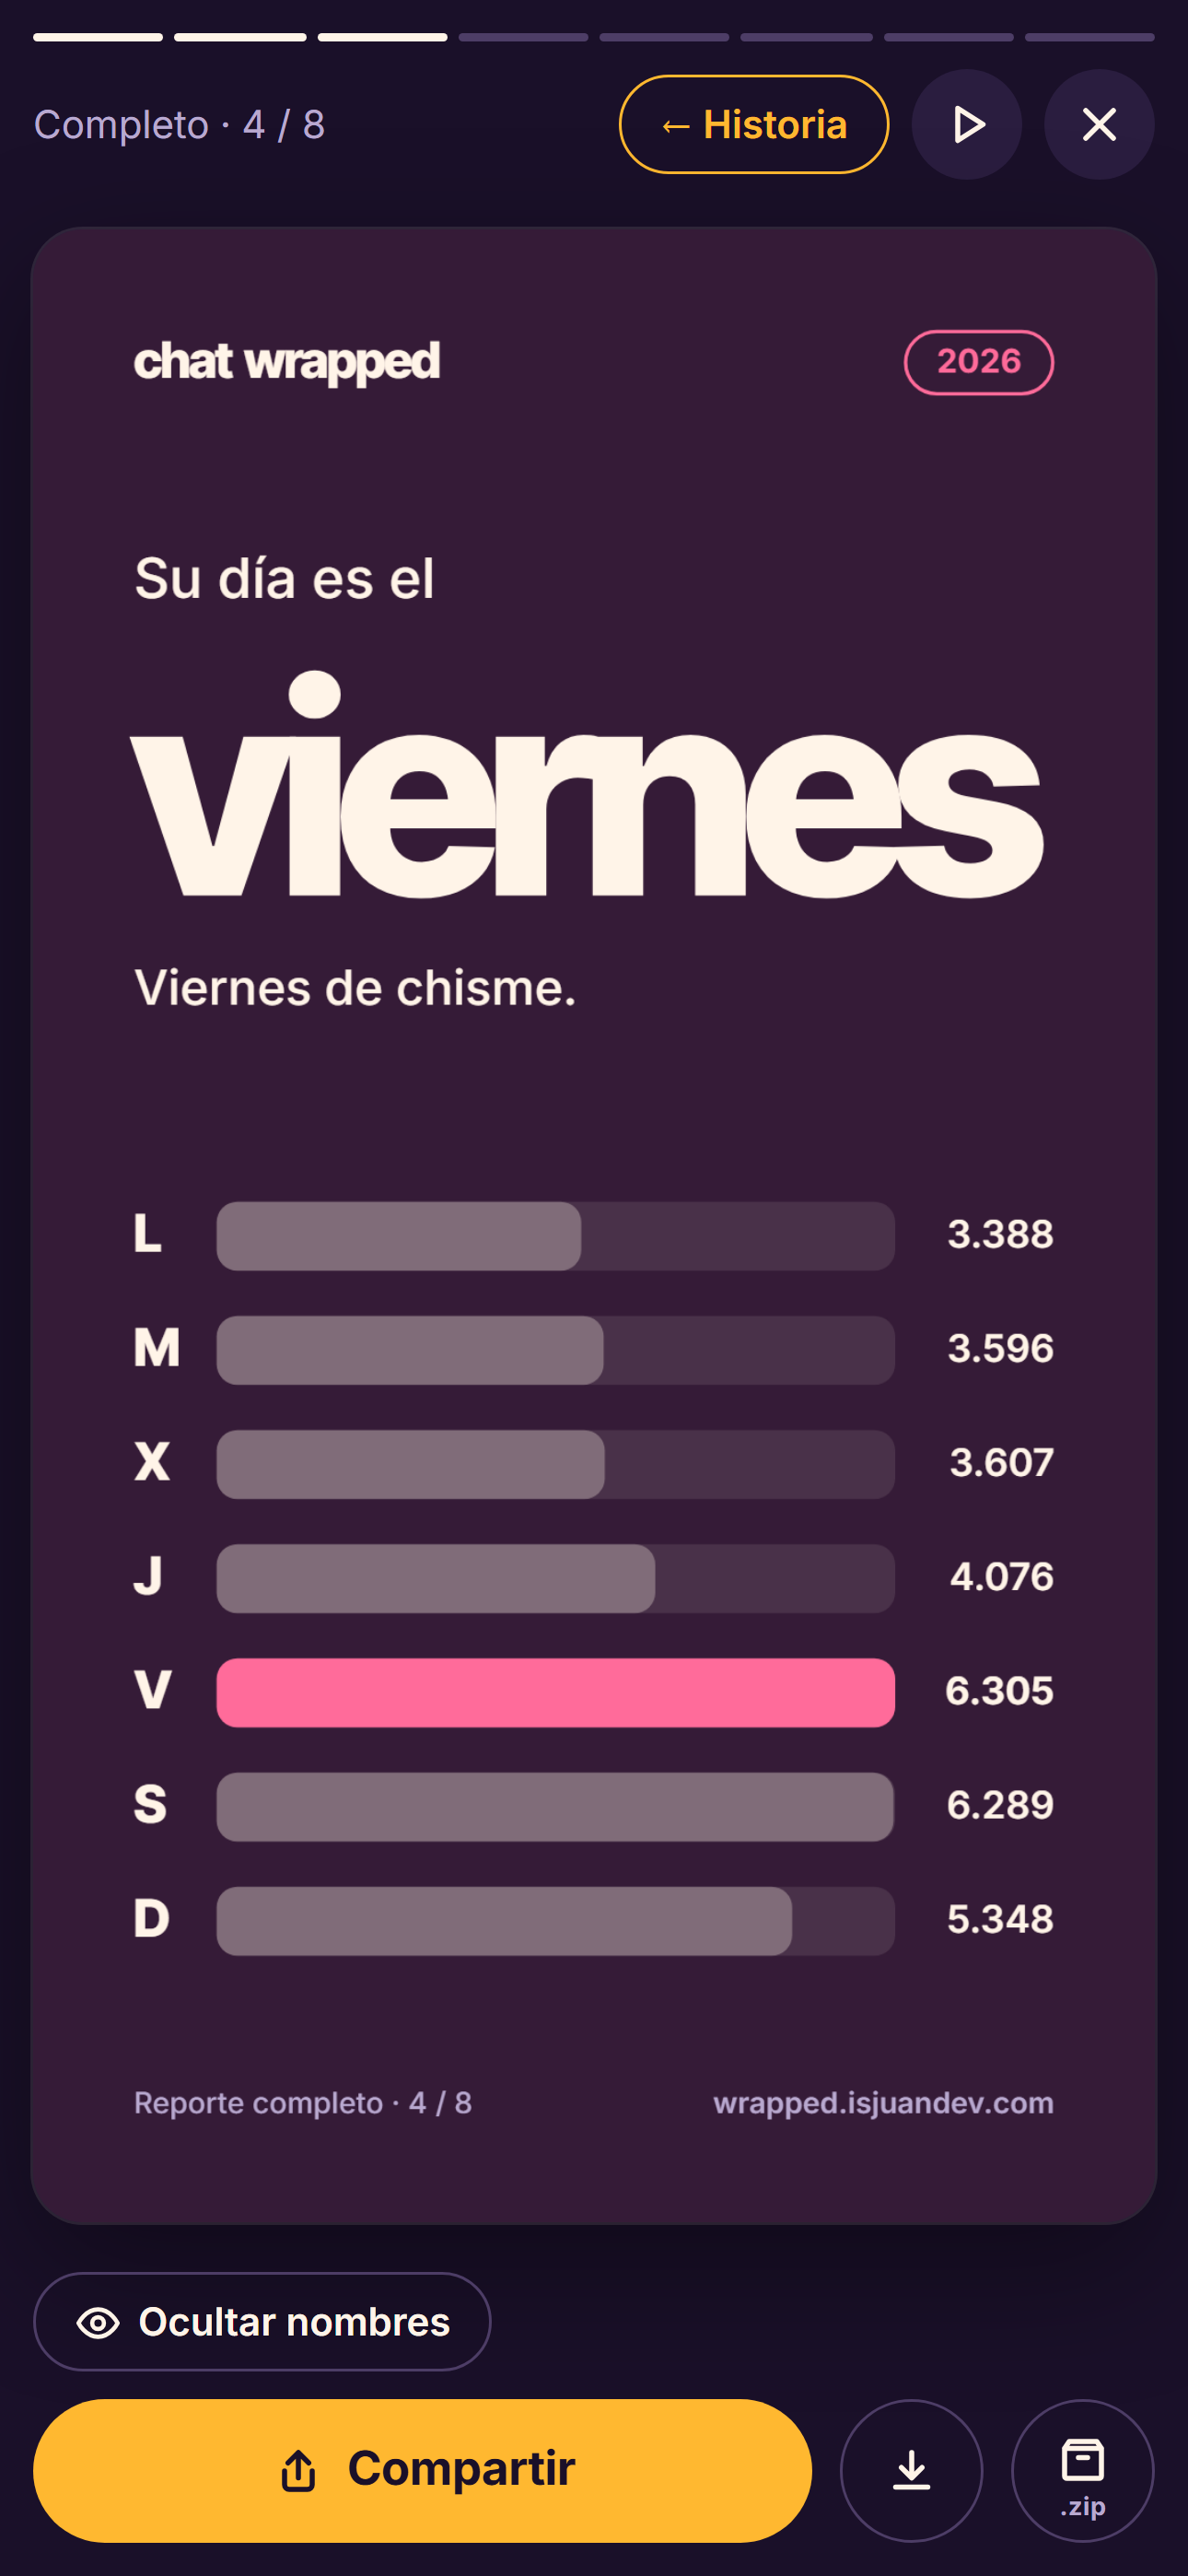 Completo · 4 / 8
← Historia
chat wrapped
2026
Su día es el
viernes
Viernes de chisme.
L 3.388
M 3.596
X 3.607
J 4.076
V 6.305
S 6.289
D 5.348
Reporte completo · 4 / 8
wrapped.isjuandev.com
Ocultar nombres
Compartir
.zip